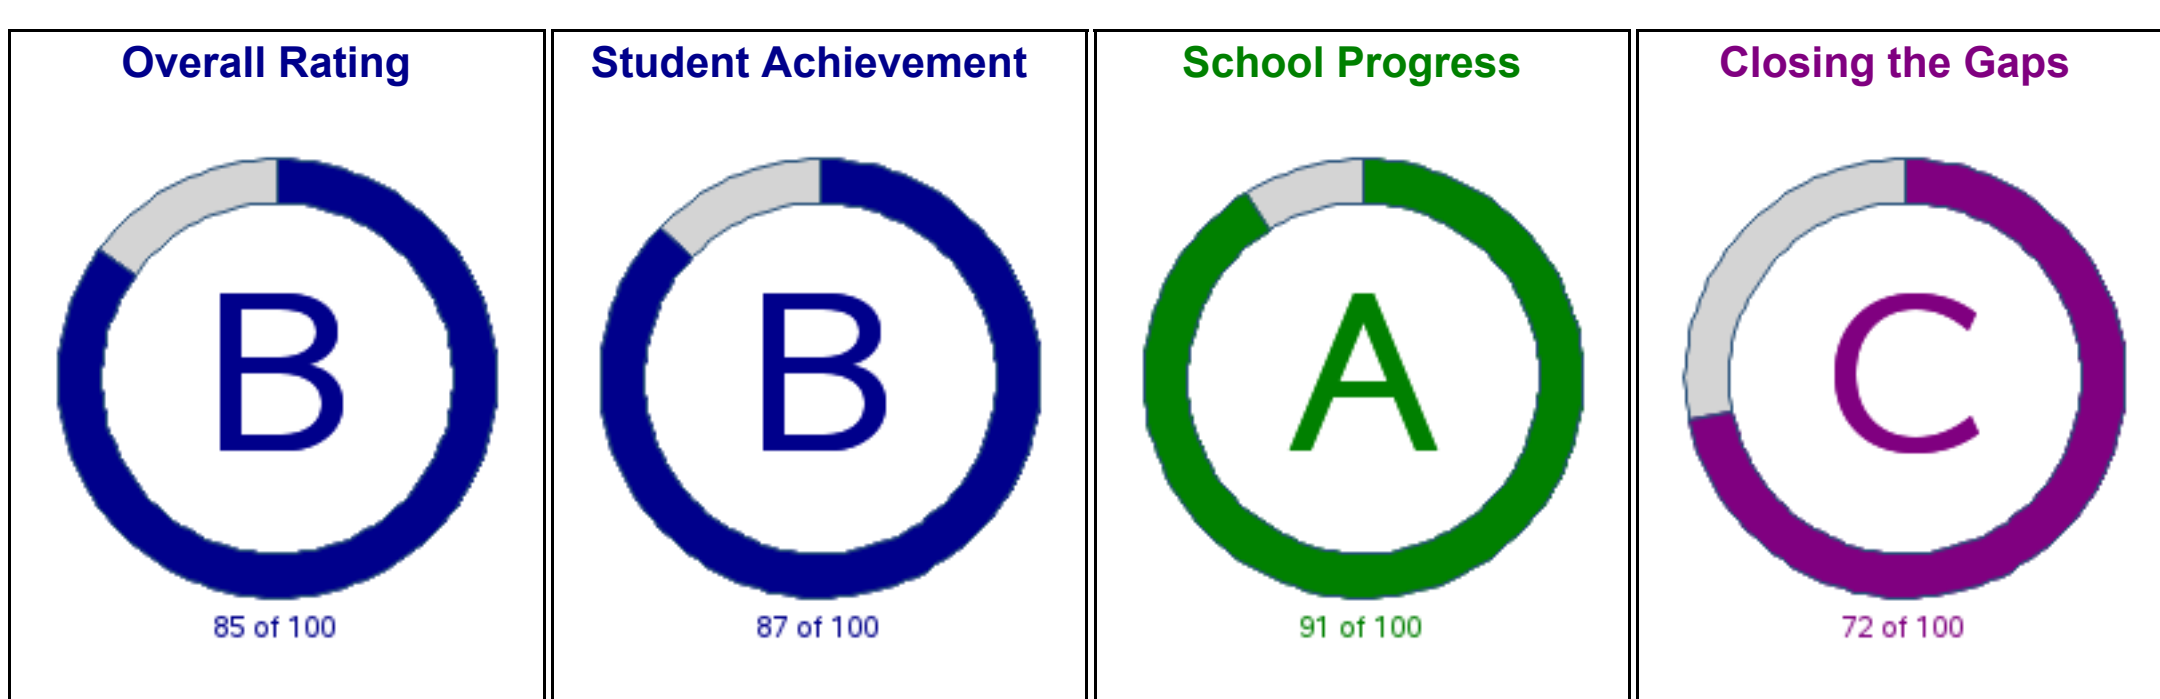 Overall Rating
B
85 of 100
Student Achievement
B
87 of 100
School Progress
A
91 of 100
Closing the Gaps
C
72 of 100